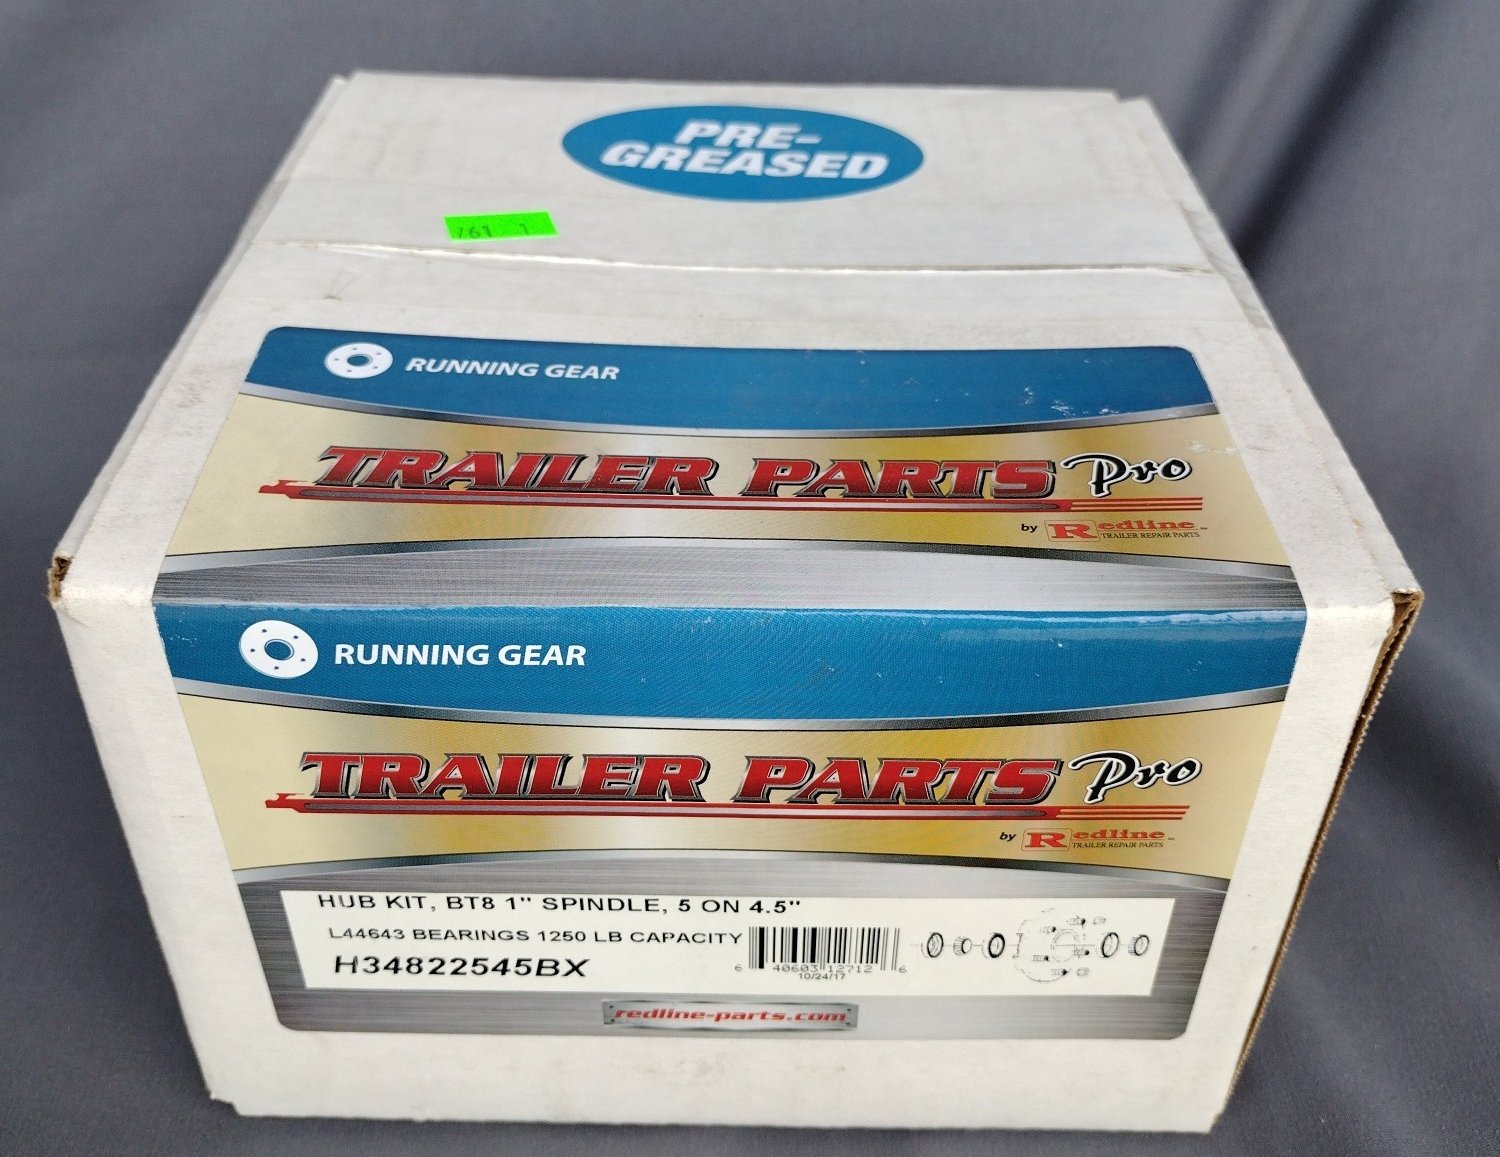 PRE-
GREASED
761 1
RUNNING GEAR
TRAILER PARTS Pro
by Redline
TRAILER REPAIR PARTS
RUNNING GEAR
TRAILER PARTS Pro
by Redline
TRAILER REPAIR PARTS
HUB KIT, BT8 1" SPINDLE, 5 ON 4.5"
L44643 BEARINGS 1250 LB CAPACITY
H34822545BX
6 40603 12712 6
10/24/17
redline-parts.com